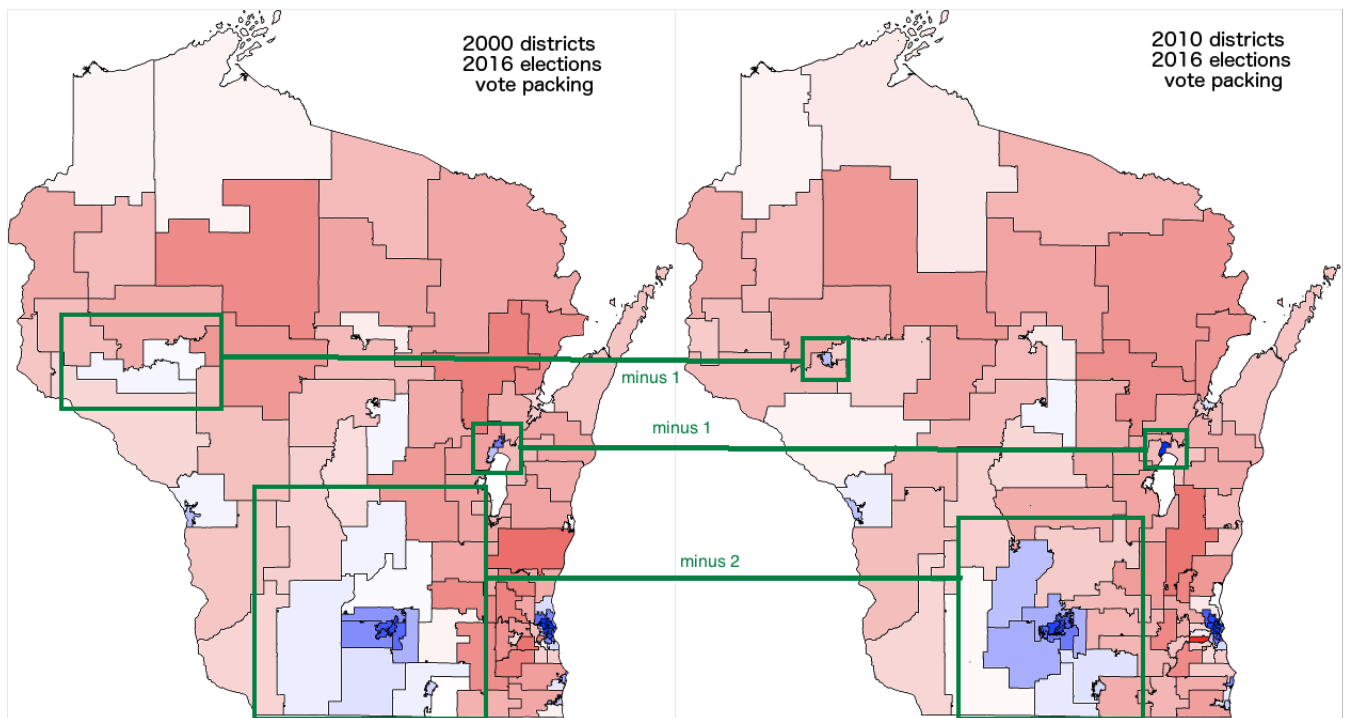 2000 districts
2016 elections
vote packing
2010 districts
2016 elections
vote packing
minus 1
minus 1
minus 2